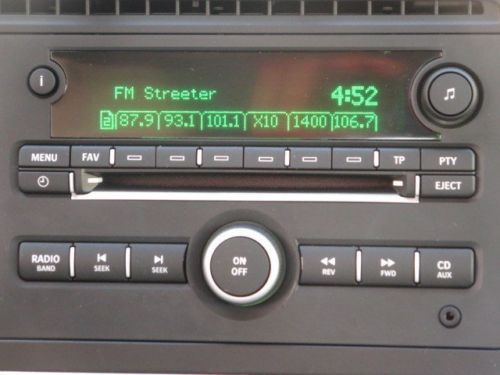 i
FM Streeter 4:52
2 87.9 93.1 101.1 X10 1400 106.7
MENU FAV TP PTY
EJECT
RADIO BAND SEEK SEEK ON OFF REV FWD CD AUX